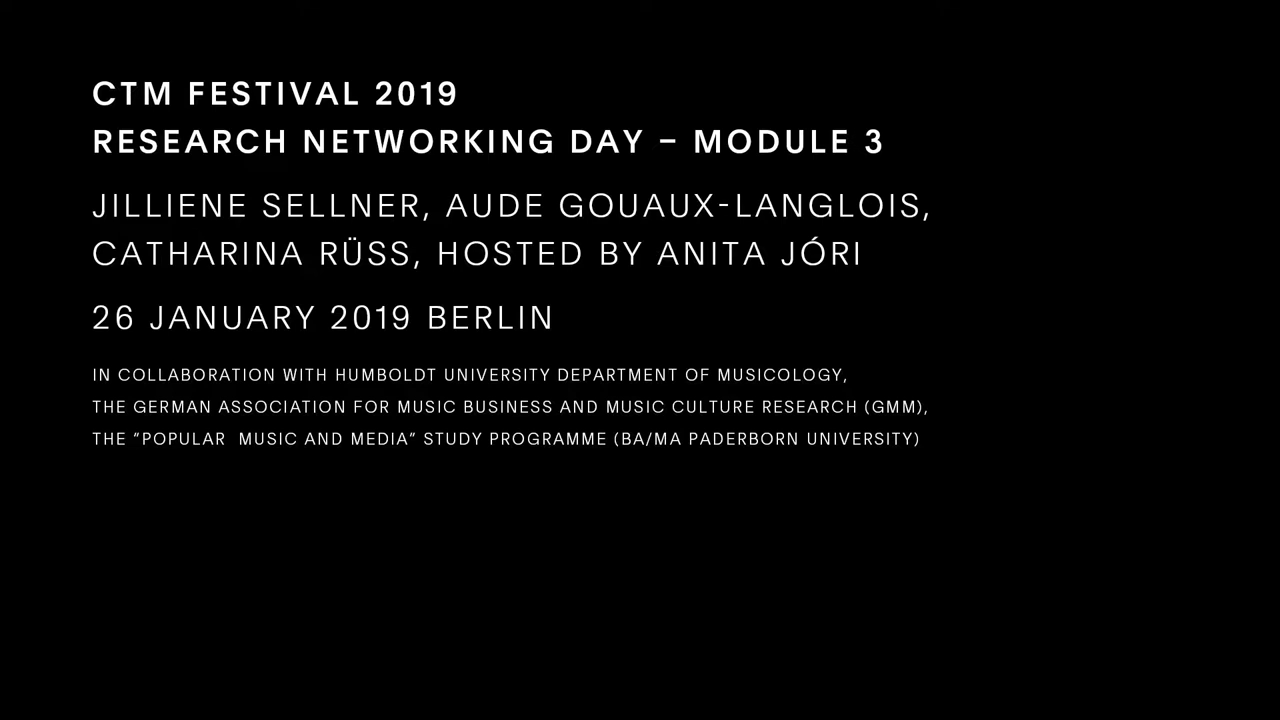 CTM FESTIVAL 2019
RESEARCH NETWORKING DAY – MODULE 3
JILLIENE SELLNER, AUDE GOUAUX-LANGLOIS,
CATHARINA RÜSS, HOSTED BY ANITA JÓRI
26 JANUARY 2019 BERLIN
IN COLLABORATION WITH HUMBOLDT UNIVERSITY DEPARTMENT OF MUSICOLOGY,
THE GERMAN ASSOCIATION FOR MUSIC BUSINESS AND MUSIC CULTURE RESEARCH (GMM),
THE “POPULAR  MUSIC AND MEDIA“ STUDY PROGRAMME (BA/MA PADERBORN UNIVERSITY)